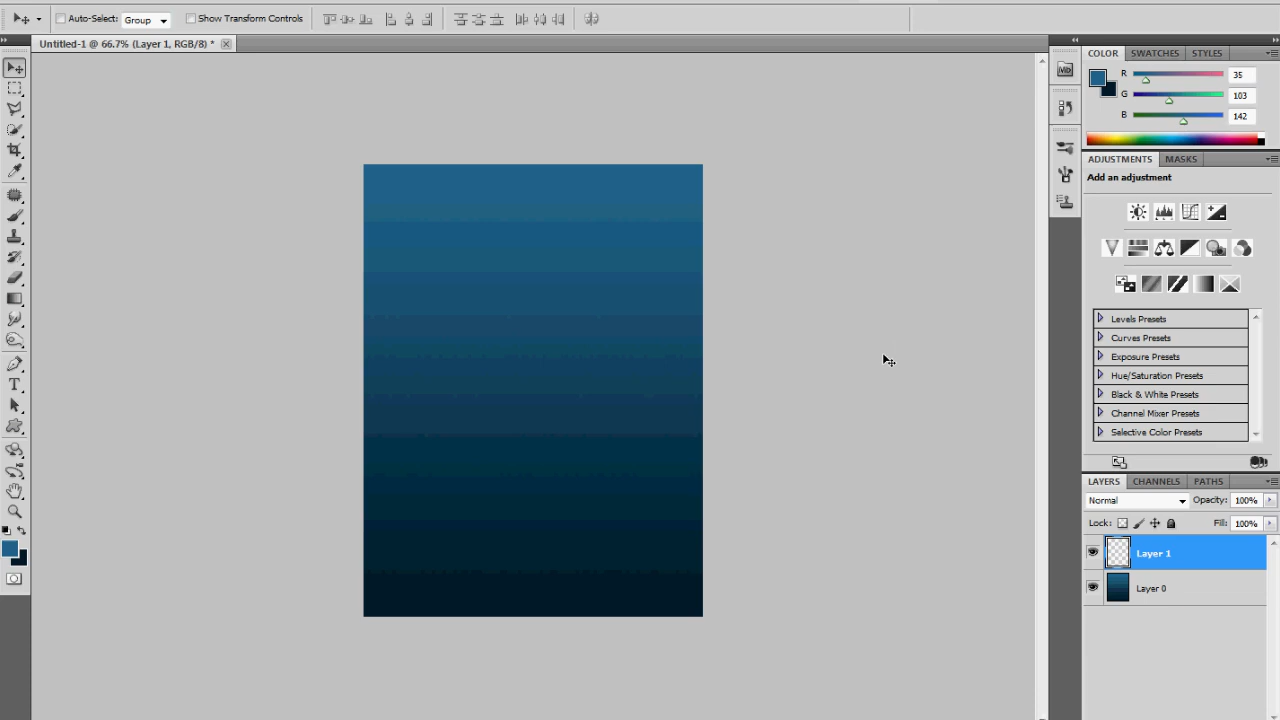 Auto-Select: Group Show Transform Controls
Untitled-1 @ 66.7% (Layer 1, RGB/8) *
COLOR SWATCHES STYLES
R 35
G 103
B 142
ADJUSTMENTS MASKS
Add an adjustment
Levels Presets
Curves Presets
Exposure Presets
Hue/Saturation Presets
Black & White Presets
Channel Mixer Presets
Selective Color Presets
LAYERS CHANNELS PATHS
Normal Opacity: 100%
Lock: Fill: 100%
Layer 1
Layer 0
Mb
T